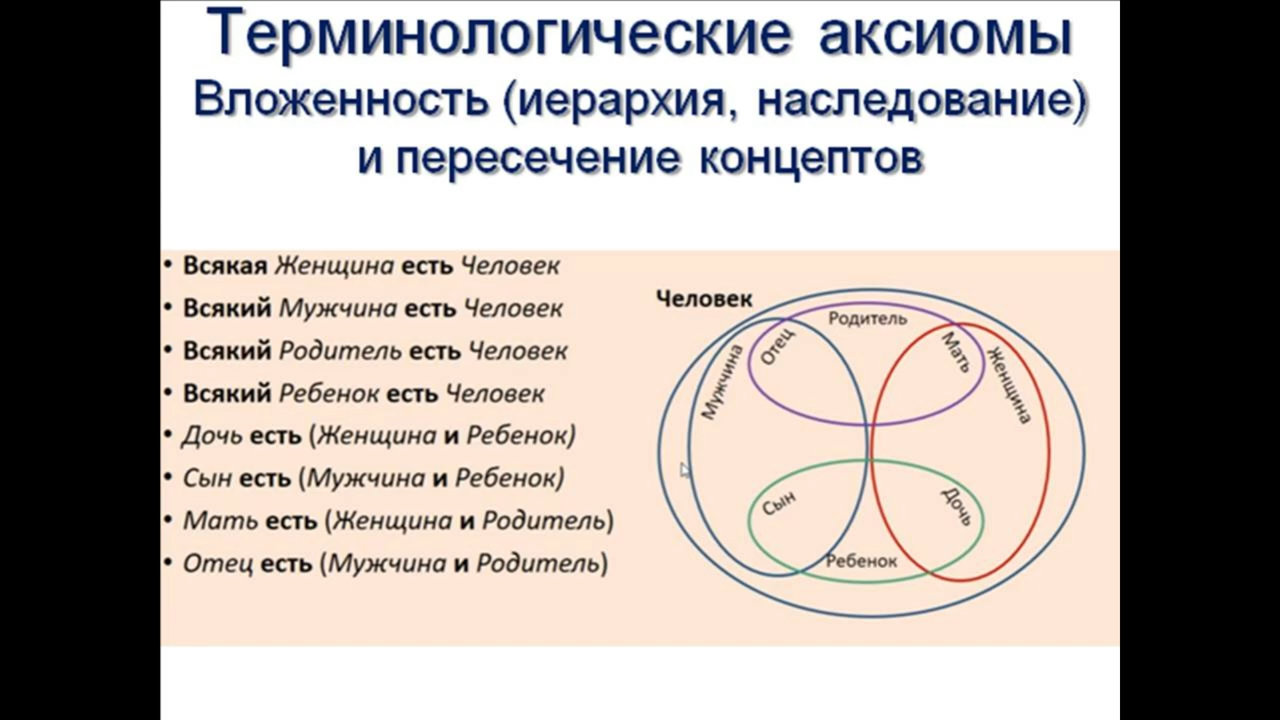 Терминологические аксиомы
Вложенность (иерархия, наследование)
и пересечение концептов
• Всякая Женщина есть Человек
• Всякий Мужчина есть Человек
• Всякий Родитель есть Человек
• Всякий Ребенок есть Человек
• Дочь есть (Женщина и Ребенок)
• Сын есть (Мужчина и Ребенок)
• Мать есть (Женщина и Родитель)
• Отец есть (Мужчина и Родитель)
Человек
Родитель
Мужчина
Отец
Мать
Женщина
Сын
Дочь
Ребенок